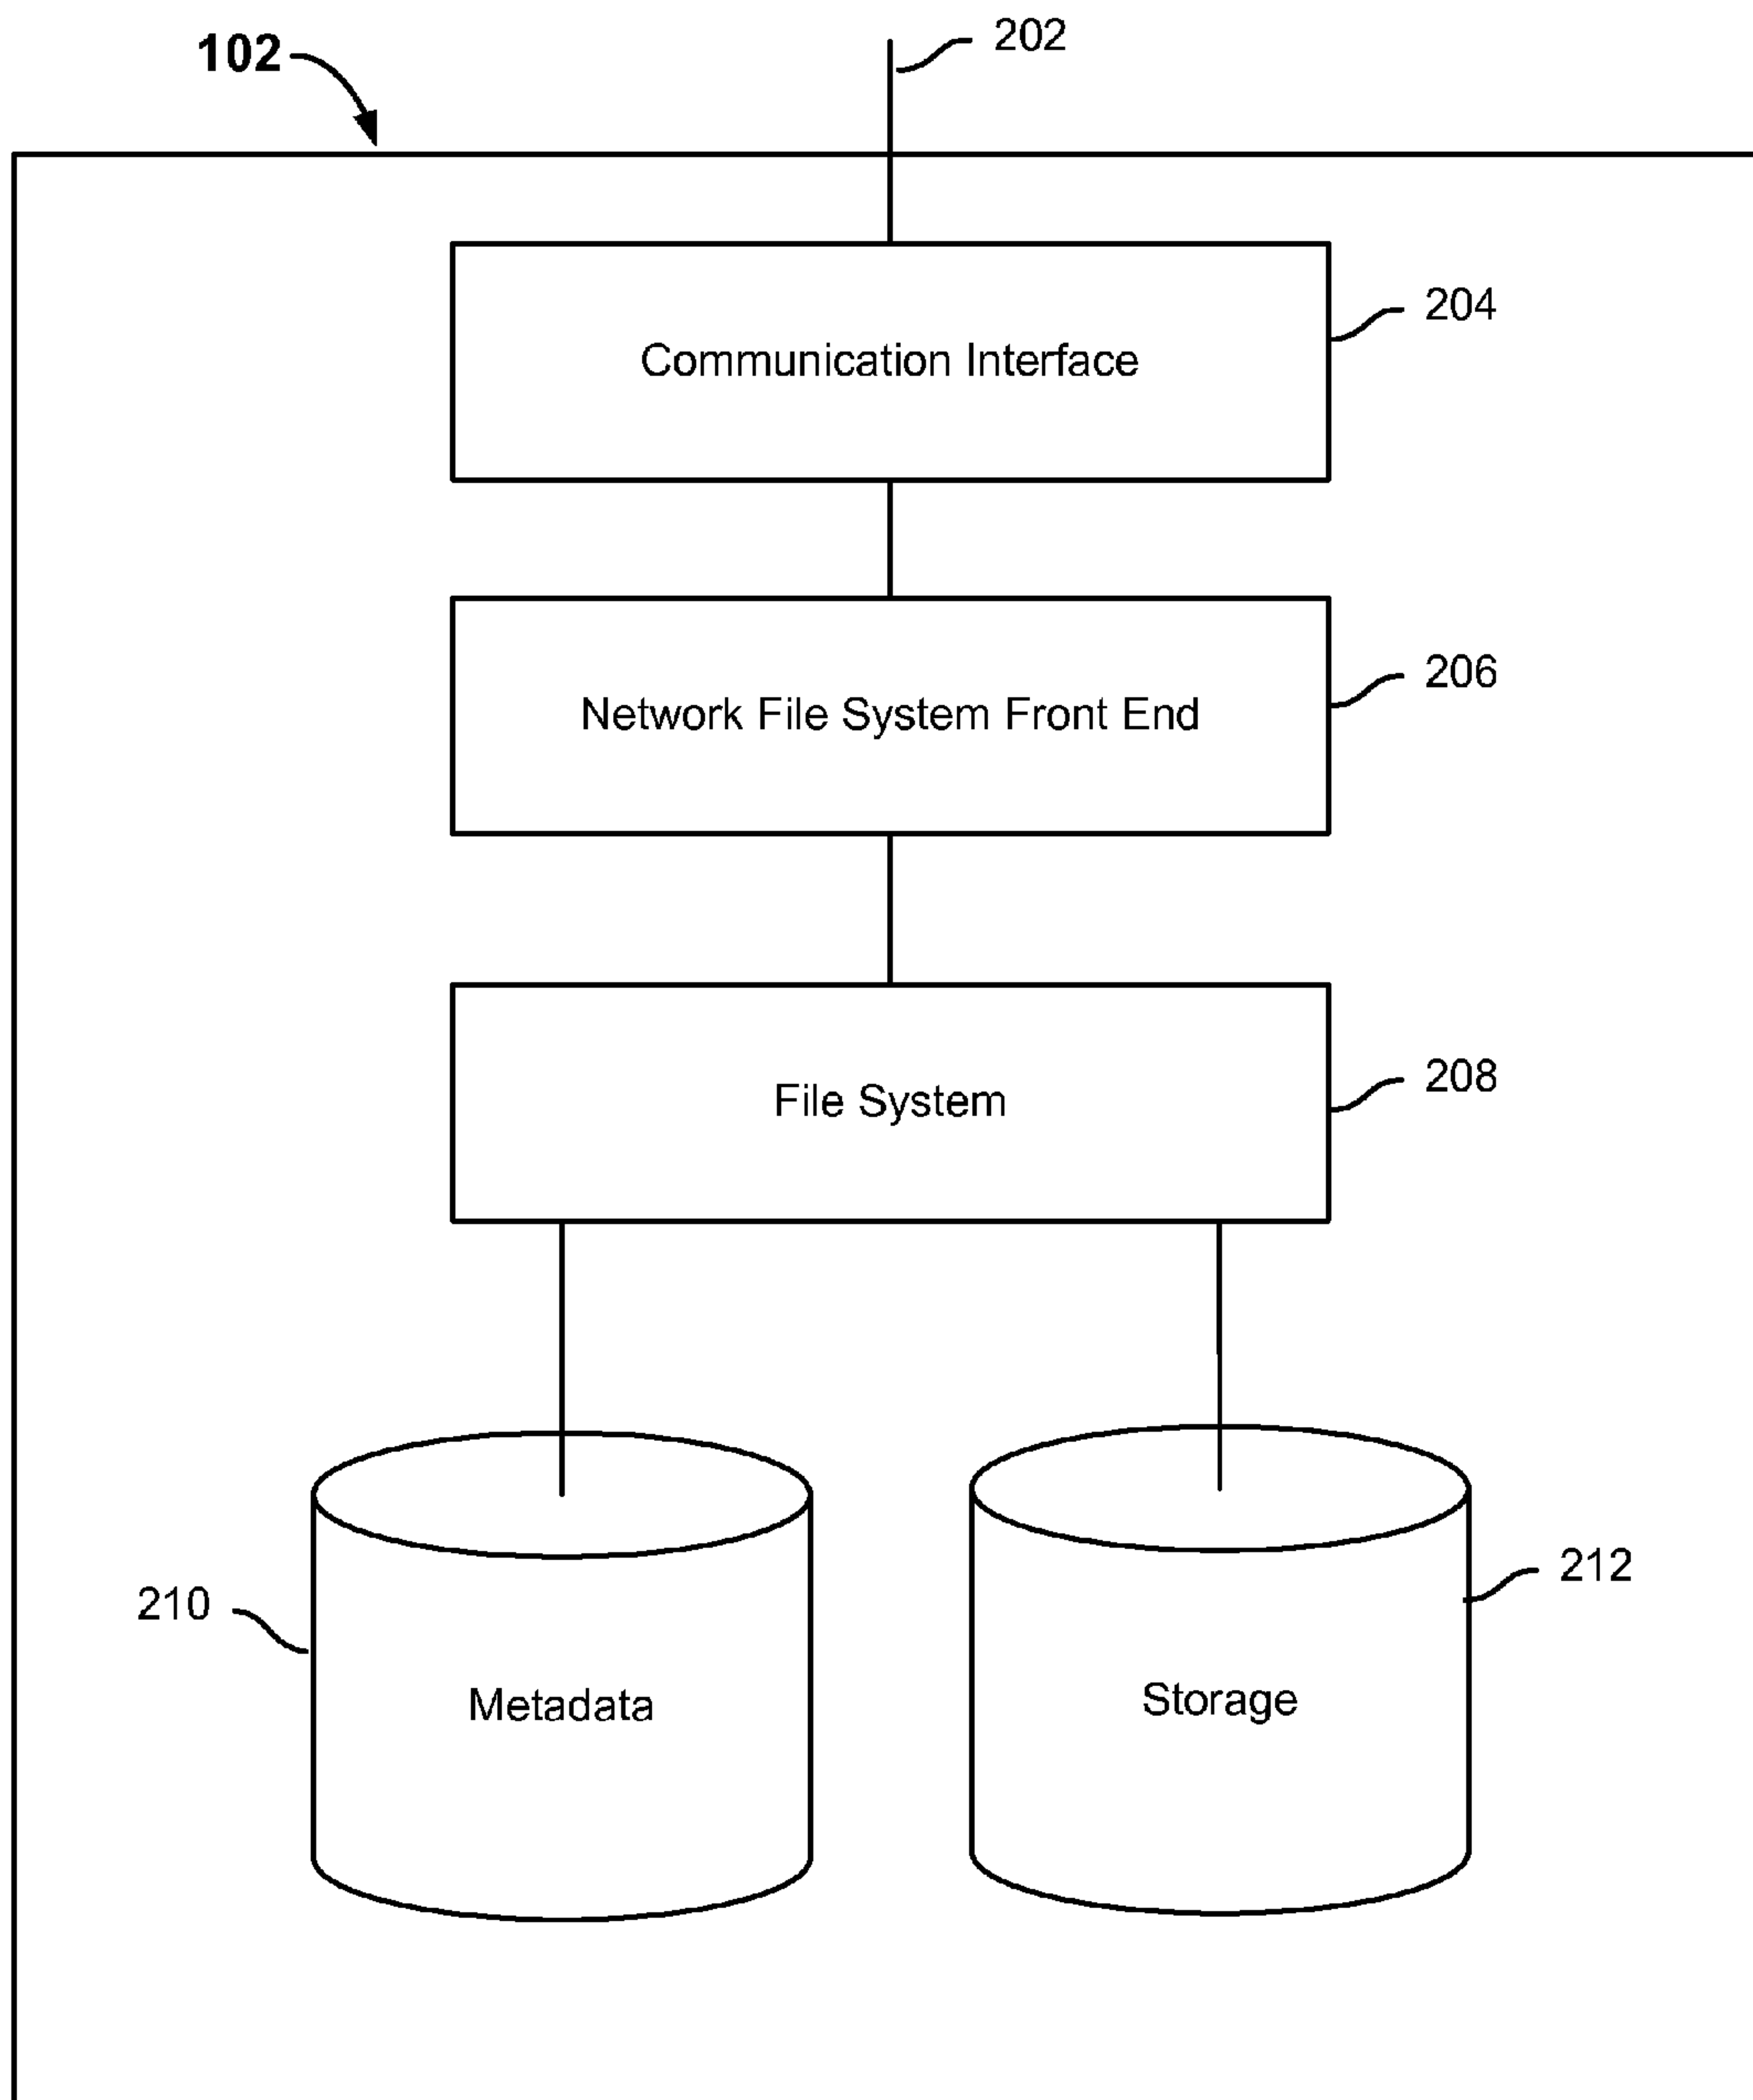 102
202
Communication Interface
204
Network File System Front End
206
File System
208
210
Metadata
Storage
212